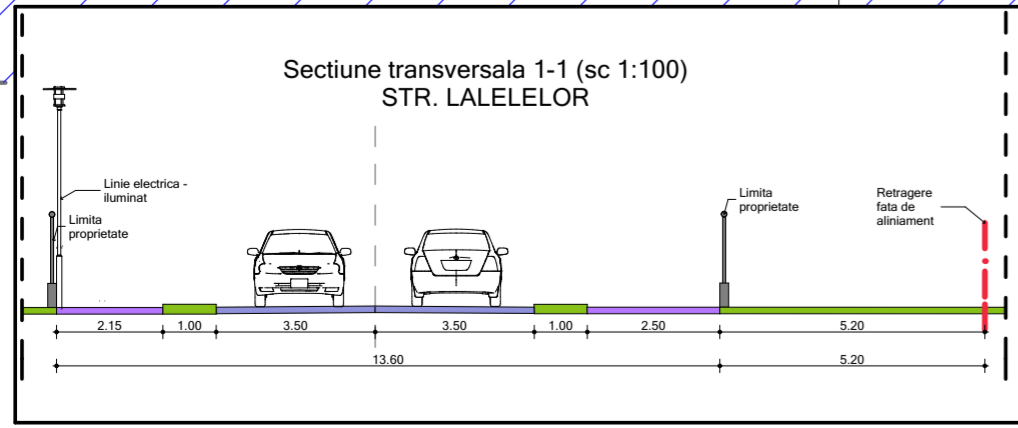 Sectiune transversala 1-1 (sc 1:100)
STR. LALELELOR
Linie electrica -
iluminat
Limita
proprietate
Limita
proprietate
Retragere
fata de
aliniament
2.15 1.00 3.50 3.50 1.00 2.50 5.20
13.60 5.20